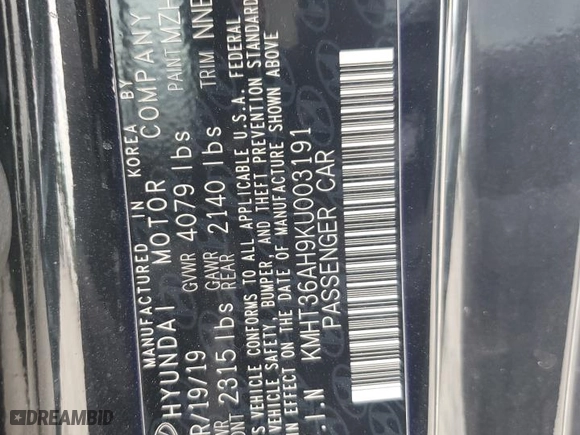 MANUFACTURED IN KOREA BY
HYUNDAI MOTOR COMPANY
R/19/19 GVWR 4079 lbs PAINT MZH
2315 lbs GAWR REAR 2140 lbs TRIM NNB
VEHICLE CONFORMS TO ALL APPLICABLE U.S.A. FEDERAL
VEHICLE SAFETY, BUMPER, AND THEFT PREVENTION STANDARD
IN EFFECT ON THE DATE OF MANUFACTURE SHOWN ABOVE
.I.N KMHT36AH9KU003191
PASSENGER CAR
DREAMBID